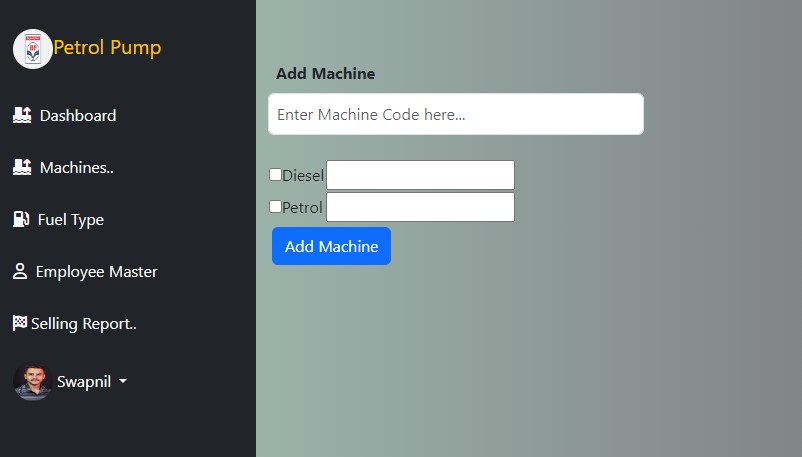 Petrol Pump
Dashboard
Machines..
Fuel Type
Employee Master
Selling Report..
Swapnil
Add Machine
Enter Machine Code here...
Diesel
Petrol
Add Machine